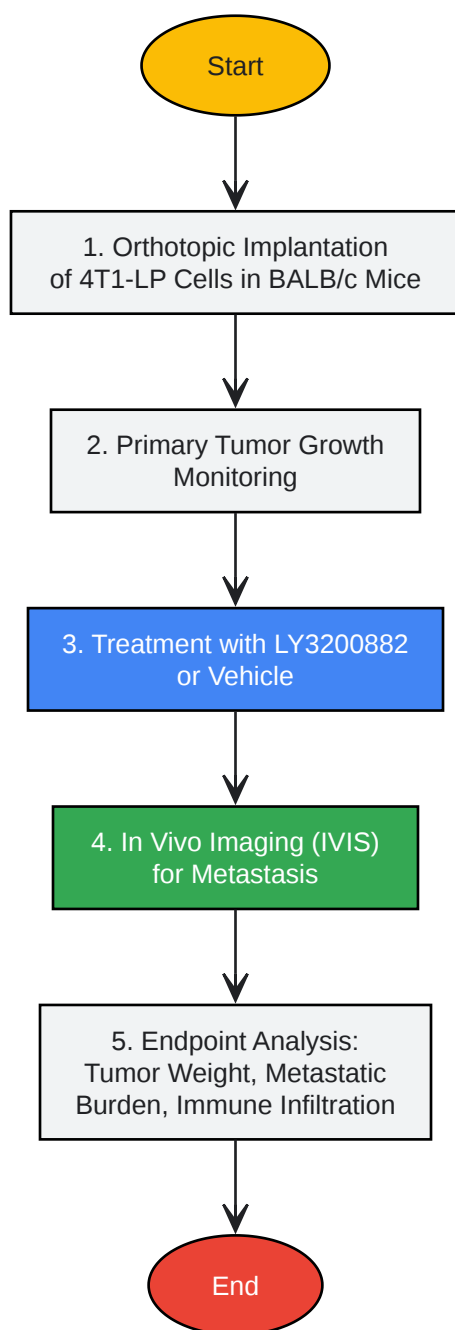 Start
1. Orthotopic Implantation
of 4T1-LP Cells in BALB/c Mice
2. Primary Tumor Growth
Monitoring
3. Treatment with LY3200882
or Vehicle
4. In Vivo Imaging (IVIS)
for Metastasis
5. Endpoint Analysis:
Tumor Weight, Metastatic
Burden, Immune Infiltration
End